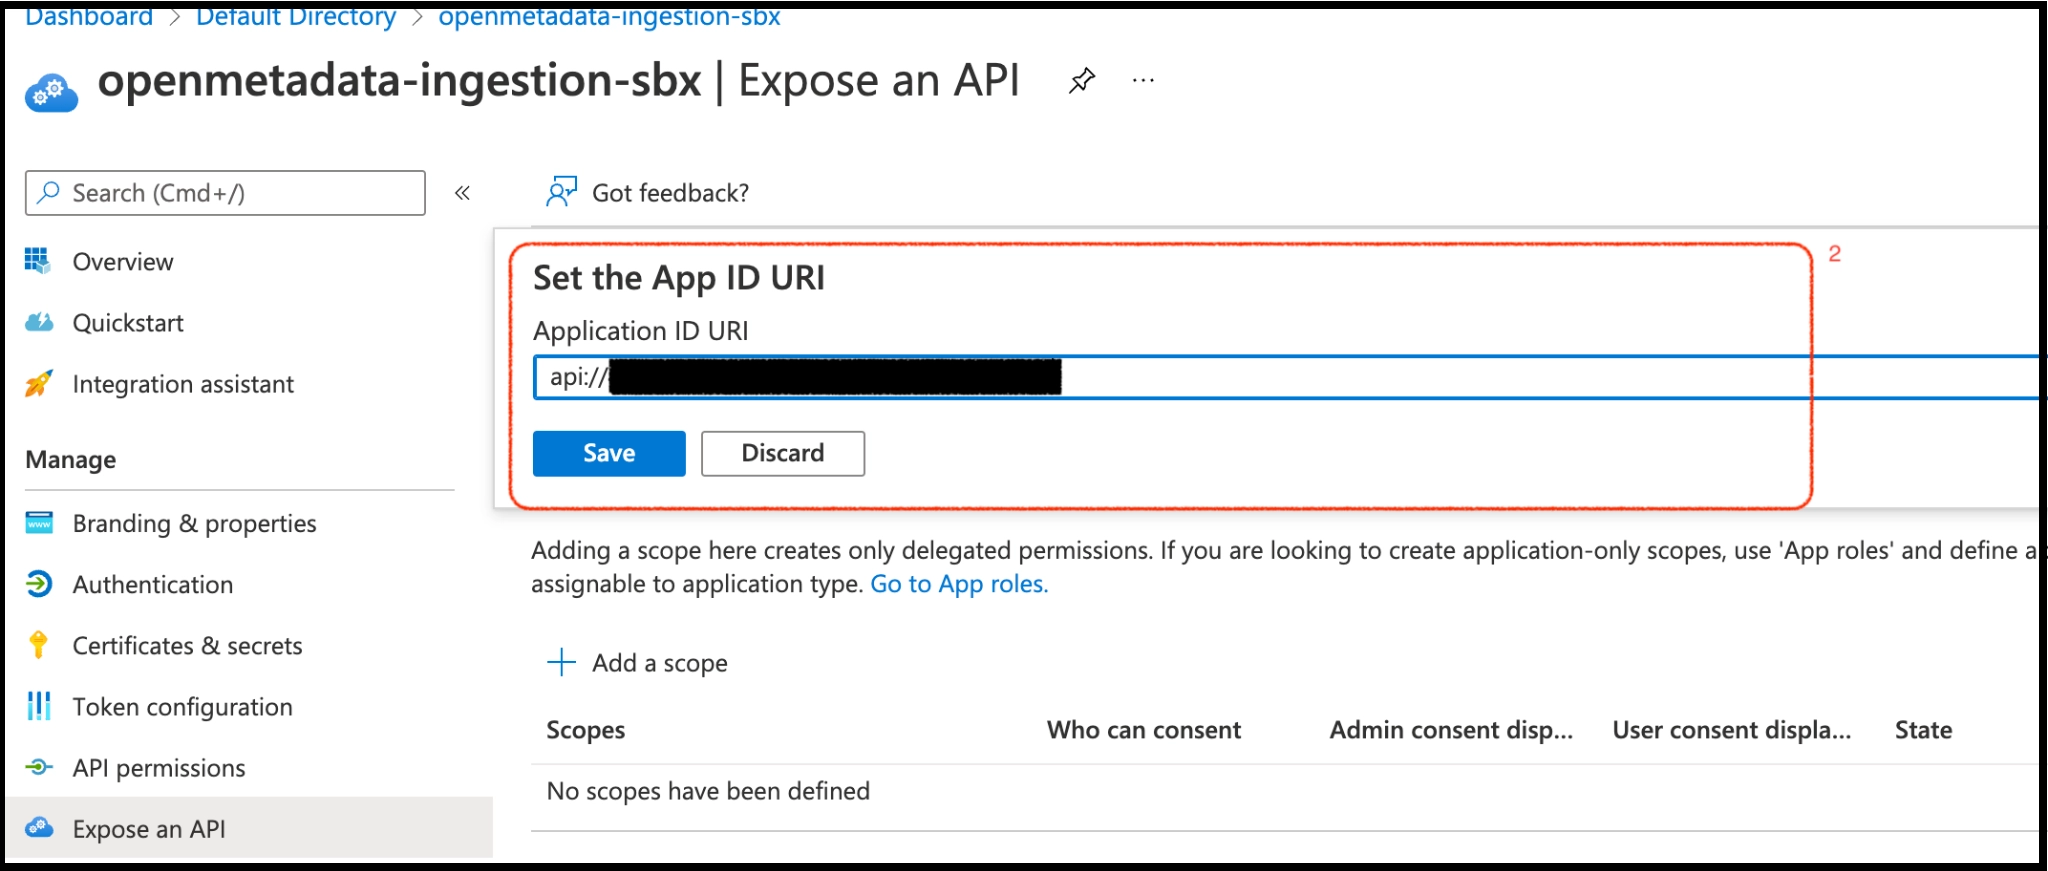 Dashboard > Default Directory > openmetadata-ingestion-sbx
openmetadata-ingestion-sbx | Expose an API ...
Search (Cmd+/) «
Got feedback?
Overview
Quickstart
Integration assistant
Manage
Branding & properties
www
Authentication
Certificates & secrets
Token configuration
API permissions
Expose an API
2
Set the App ID URI
Application ID URI
api://
Save Discard
Adding a scope here creates only delegated permissions. If you are looking to create application-only scopes, use 'App roles' and define a
assignable to application type. Go to App roles.
+ Add a scope
Scopes Who can consent Admin consent disp... User consent displa... State
No scopes have been defined